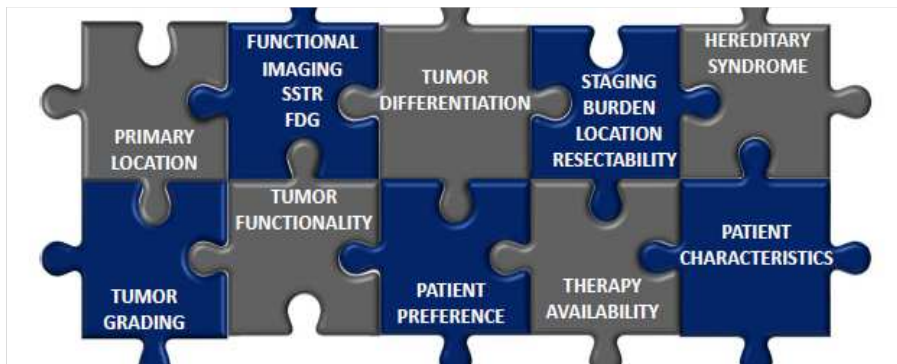 PRIMARY
LOCATION
FUNCTIONAL
IMAGING
SSTR
FDG
TUMOR
DIFFERENTIATION
STAGING
BURDEN
LOCATION
RESECTABILITY
HEREDITARY
SYNDROME
TUMOR
GRADING
TUMOR
FUNCTIONALITY
PATIENT
PREFERENCE
THERAPY
AVAILABILITY
PATIENT
CHARACTERISTICS